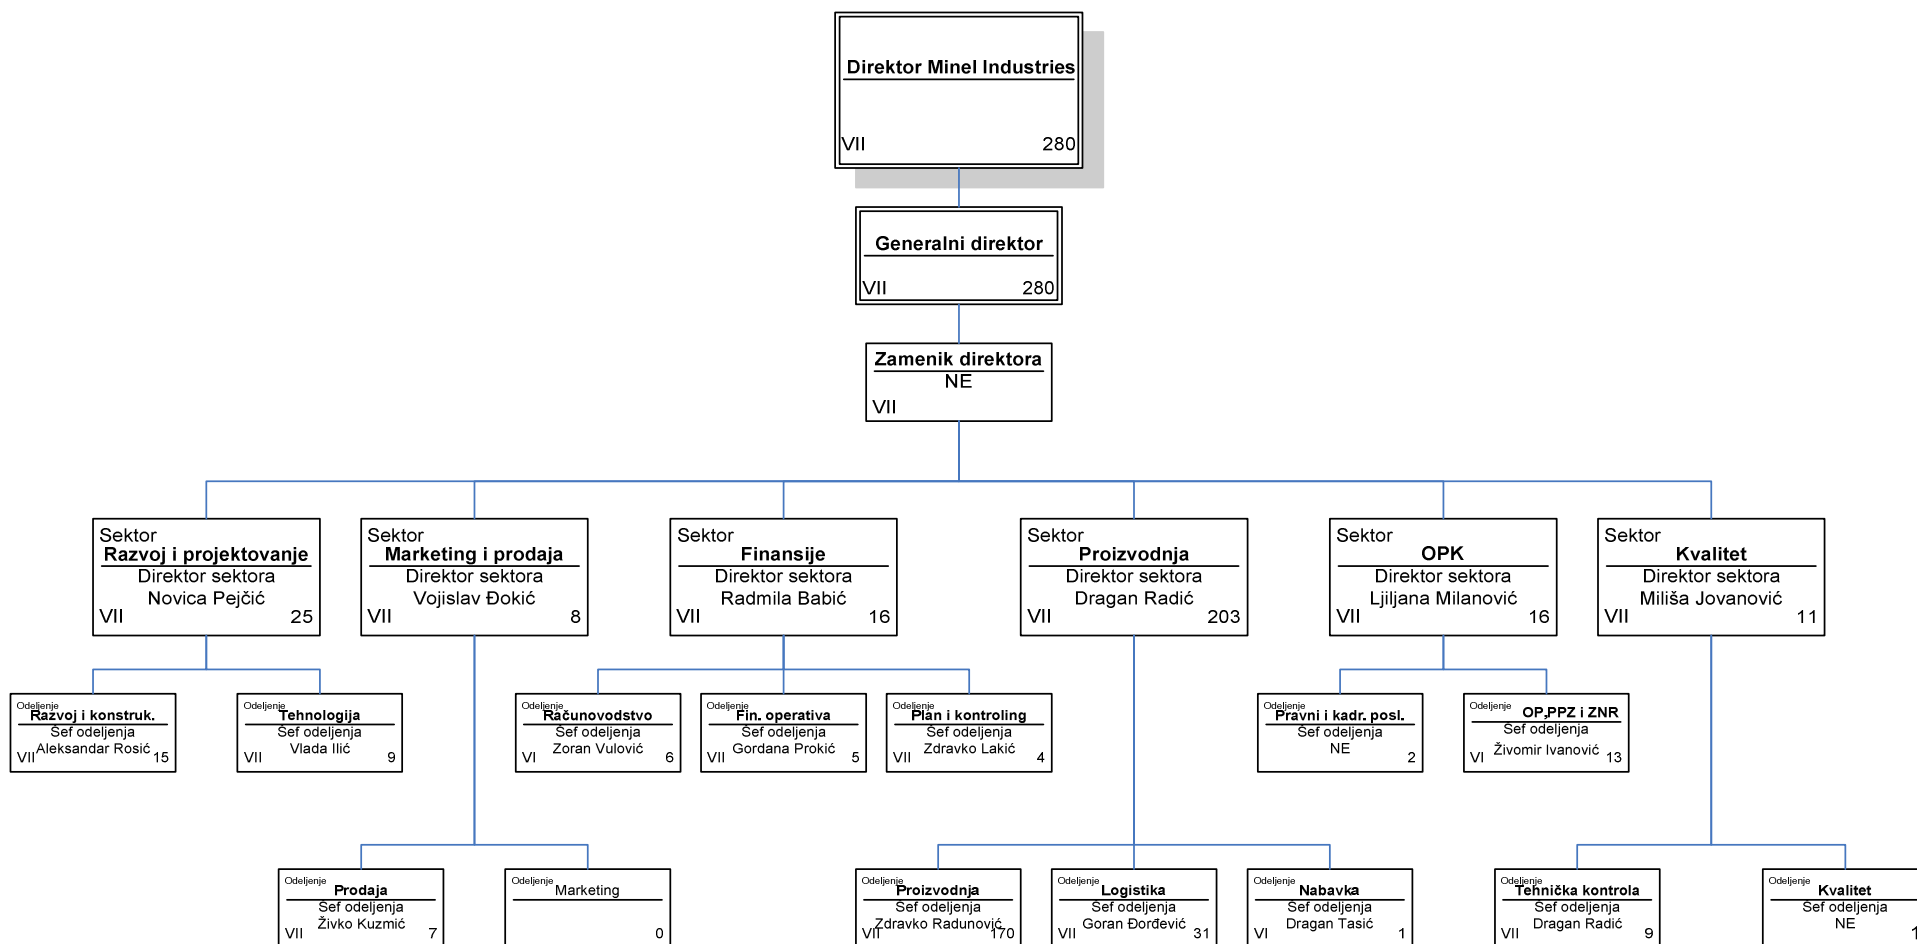 Direktor Minel Industries
VII 280
Generalni direktor
VII 280
Zamenik direktora
NE
VII
Sektor
Razvoj i projektovanje
Direktor sektora
Novica Pejčić
VII 25
Sektor
Marketing i prodaja
Direktor sektora
Vojislav Đokić
VII 8
Sektor
Finansije
Direktor sektora
Radmila Babić
VII 16
Sektor
Proizvodnja
Direktor sektora
Dragan Radić
VII 203
Sektor
OPK
Direktor sektora
Ljiljana Milanović
VII 16
Sektor
Kvalitet
Direktor sektora
Miliša Jovanović
VII 11
Odeljenje
Razvoj i konstruk.
Šef odeljenja
Aleksandar Rosić
VII 15
Odeljenje
Tehnologija
Šef odeljenja
Vlada Ilić
VII 9
Odeljenje
Računovodstvo
Šef odeljenja
Zoran Vulović
VI 6
Odeljenje
Fin. operativa
Šef odeljenja
Gordana Prokić
VII 5
Odeljenje
Plan i kontroling
Šef odeljenja
Zdravko Lakić
VII 4
Odeljenje
Pravni i kadr. posl.
Šef odeljenja
NE
2
Odeljenje
OP,PPZ i ZNR
Šef odeljenja
Živomir Ivanović
VI 13
Odeljenje
Prodaja
Šef odeljenja
Živko Kuzmić
VII 7
Odeljenje
Marketing
0
Odeljenje
Proizvodnja
Šef odeljenja
Zdravko Radunović
VII 170
Odeljenje
Logistika
Šef odeljenja
Goran Đorđević
VII 31
Odeljenje
Nabavka
Šef odeljenja
Dragan Tasić
VI 1
Odeljenje
Tehnička kontrola
Šef odeljenja
Dragan Radić
VII 9
Odeljenje
Kvalitet
Šef odeljenja
NE
VII 1